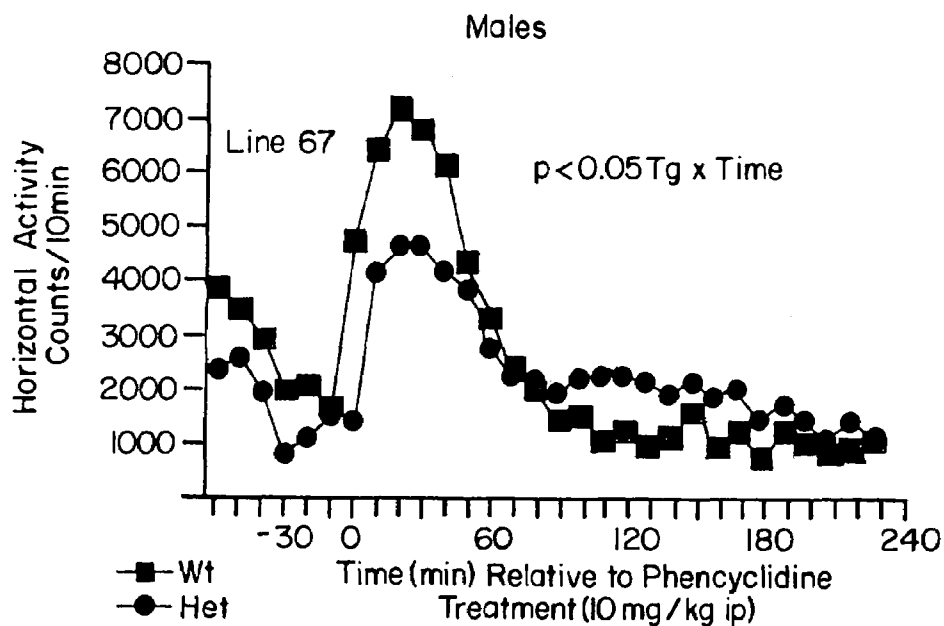 Males
8000
7000
6000
5000
4000
3000
2000
1000
Horizontal Activity
Counts/10min
Line 67
p<0.05 Tg x Time
-30 0 60 120 180 240
Time (min) Relative to Phencyclidine
Treatment (10 mg/kg ip)
Wt
Het